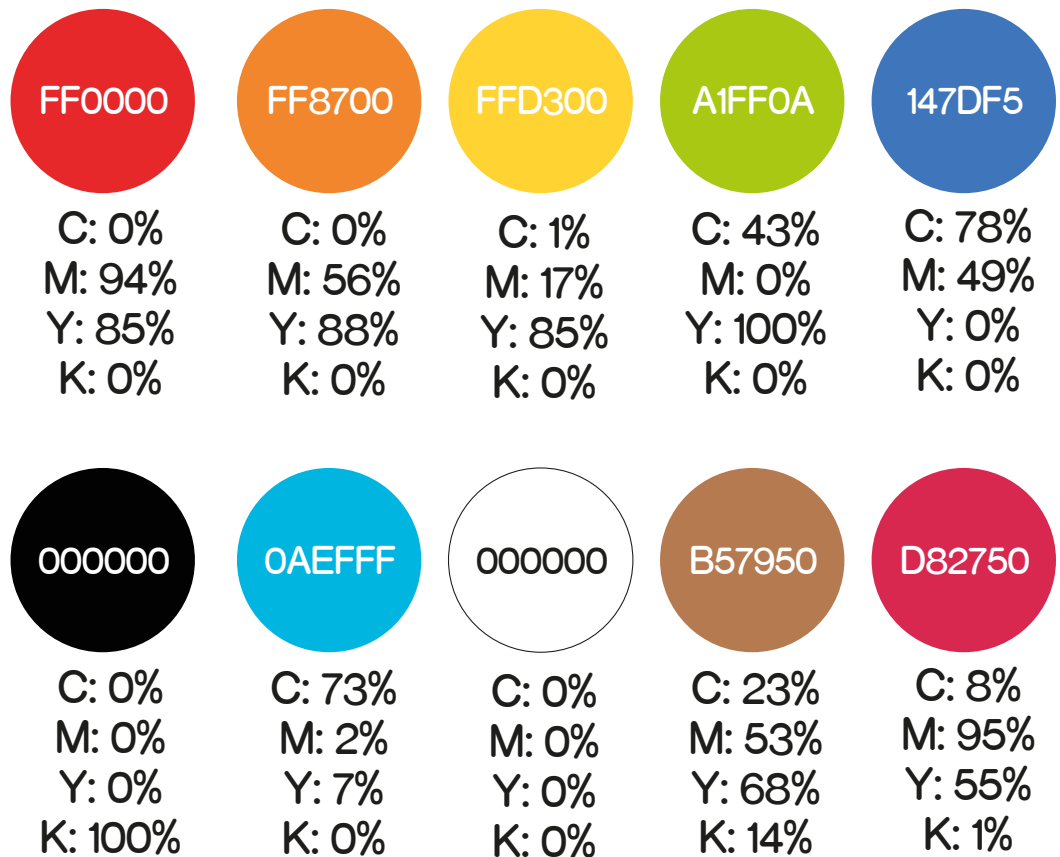 FF0000
C: 0%
M: 94%
Y: 85%
K: 0%
FF8700
C: 0%
M: 56%
Y: 88%
K: 0%
FFD300
C: 1%
M: 17%
Y: 85%
K: 0%
A1FF0A
C: 43%
M: 0%
Y: 100%
K: 0%
147DF5
C: 78%
M: 49%
Y: 0%
K: 0%
000000
C: 0%
M: 0%
Y: 0%
K: 100%
0AEFFF
C: 73%
M: 2%
Y: 7%
K: 0%
000000
C: 0%
M: 0%
Y: 0%
K: 0%
B57950
C: 23%
M: 53%
Y: 68%
K: 14%
D82750
C: 8%
M: 95%
Y: 55%
K: 1%